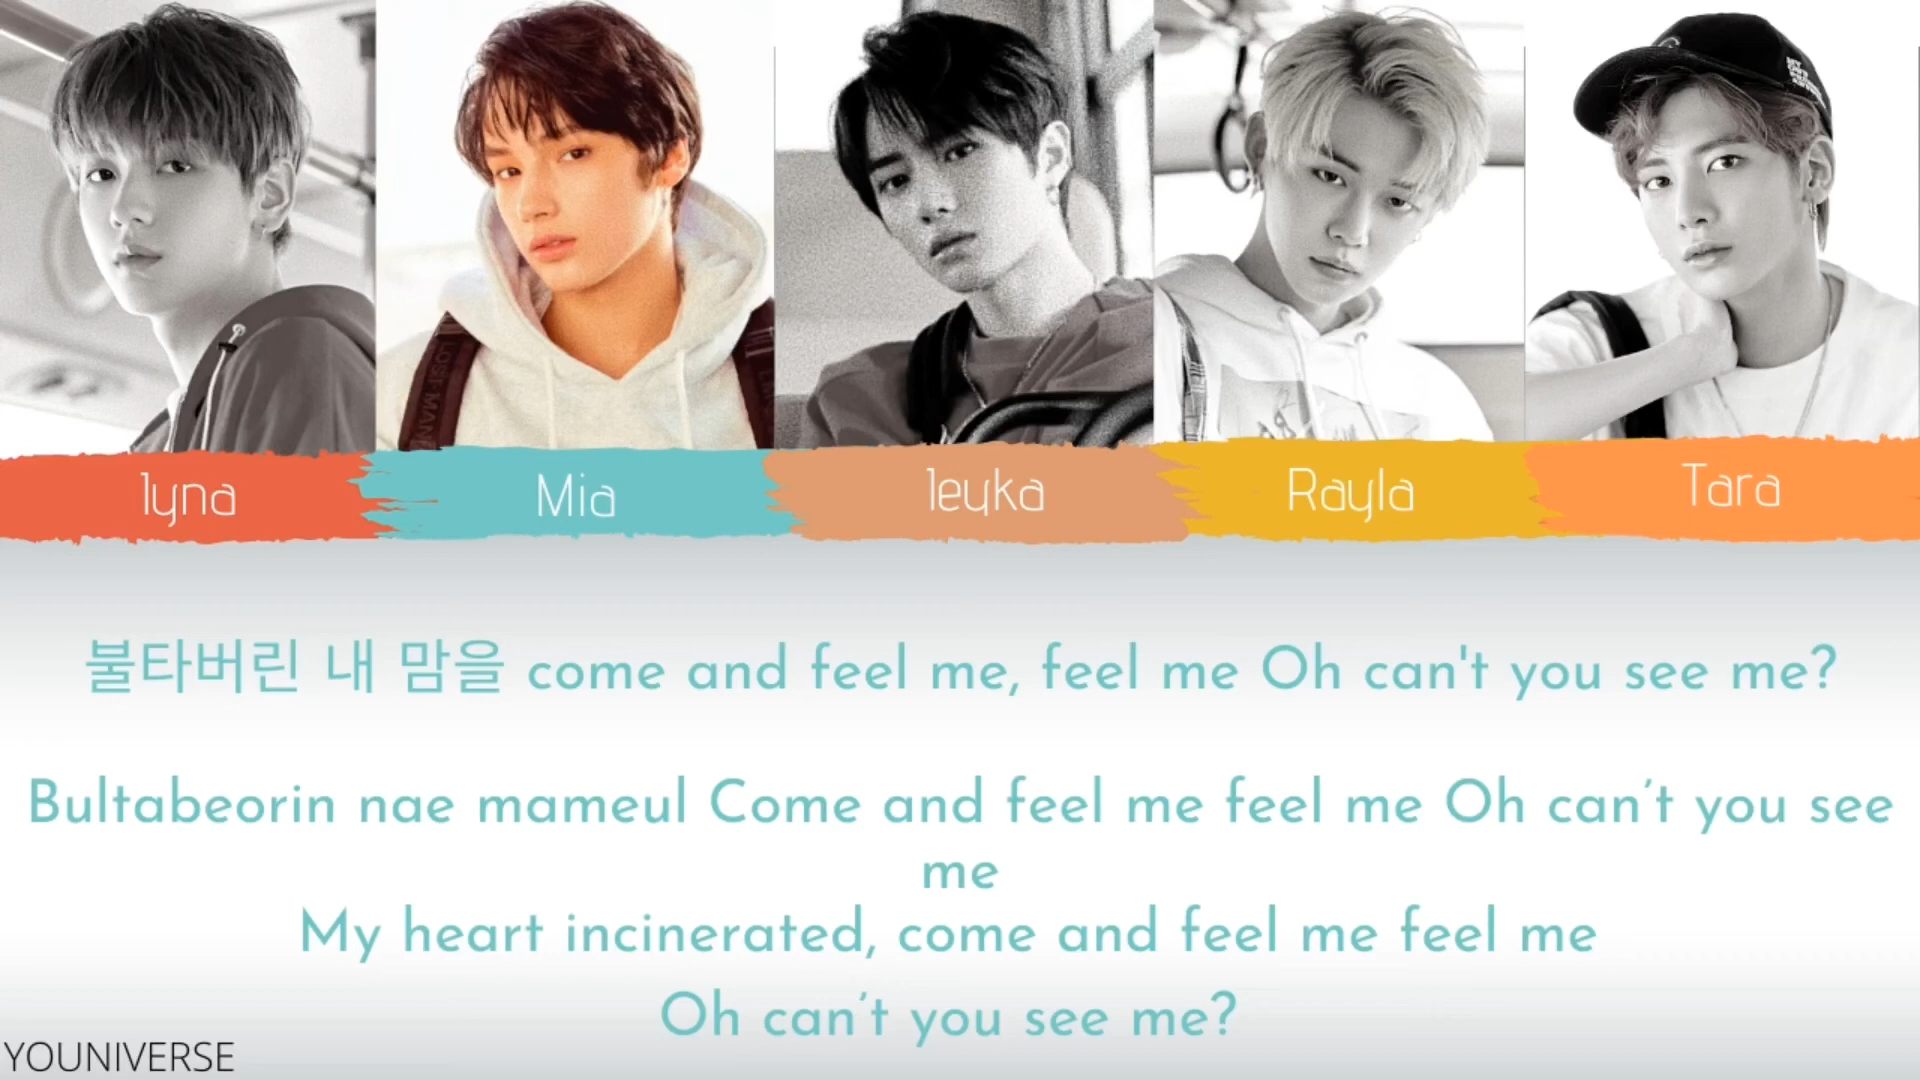 lyna
Mia
leyka
Rayla
Tara
불타버린 내 맘을 come and feel me, feel me Oh can't you see me?
Bultabeorin nae mameul Come and feel me feel me Oh can’t you see
me
My heart incinerated, come and feel me feel me
Oh can’t you see me?
YOUNIVERSE